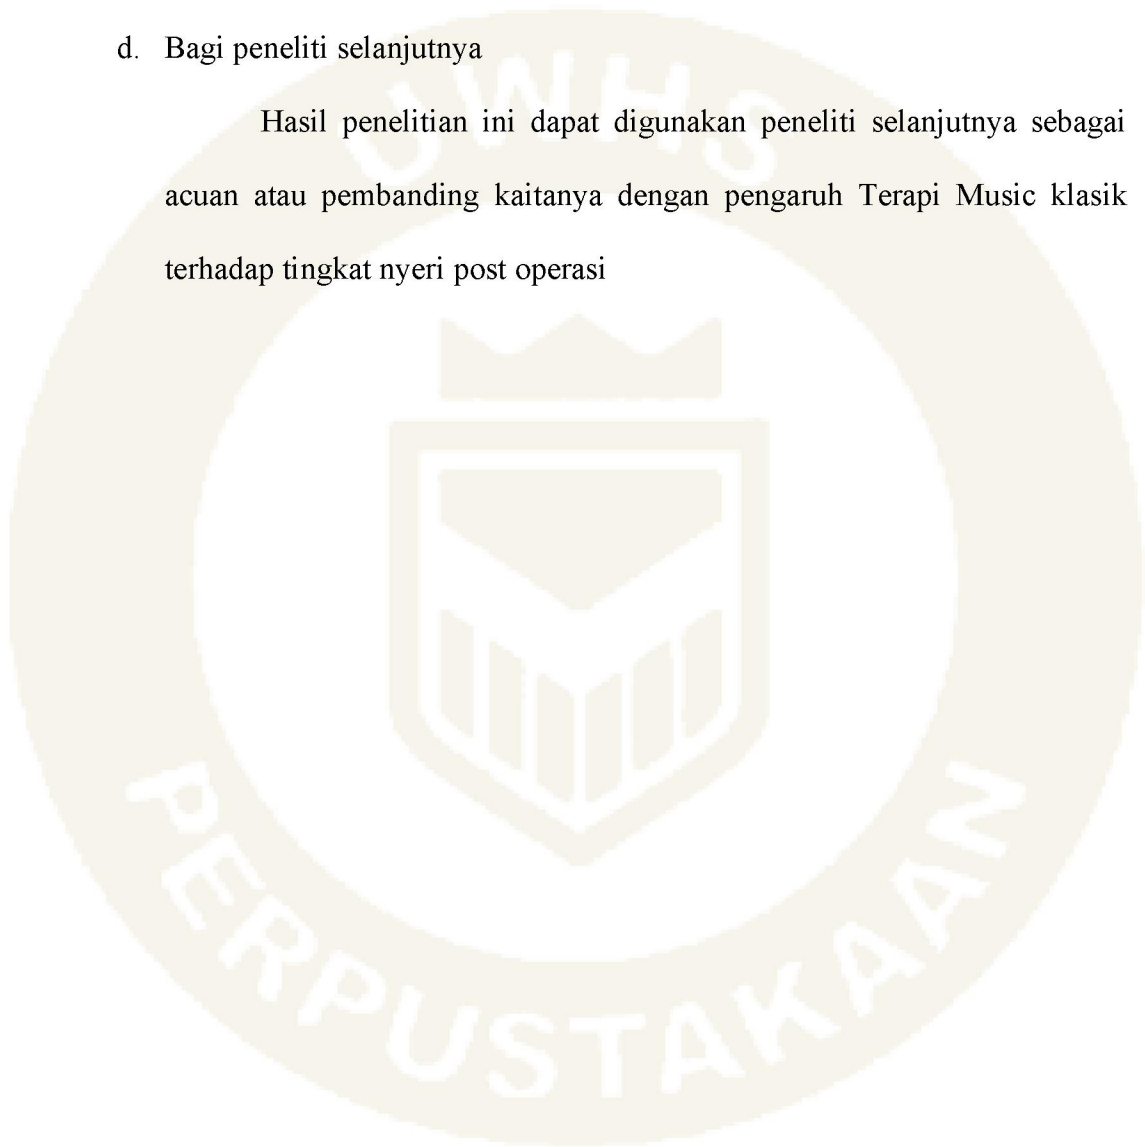 d. Bagi peneliti selanjutnya
Hasil penelitian ini dapat digunakan peneliti selanjutnya sebagai
acuan atau pembanding kaitanya dengan pengaruh Terapi Music klasik
terhadap tingkat nyeri post operasi
UWHS
PERPUSTAKAAN